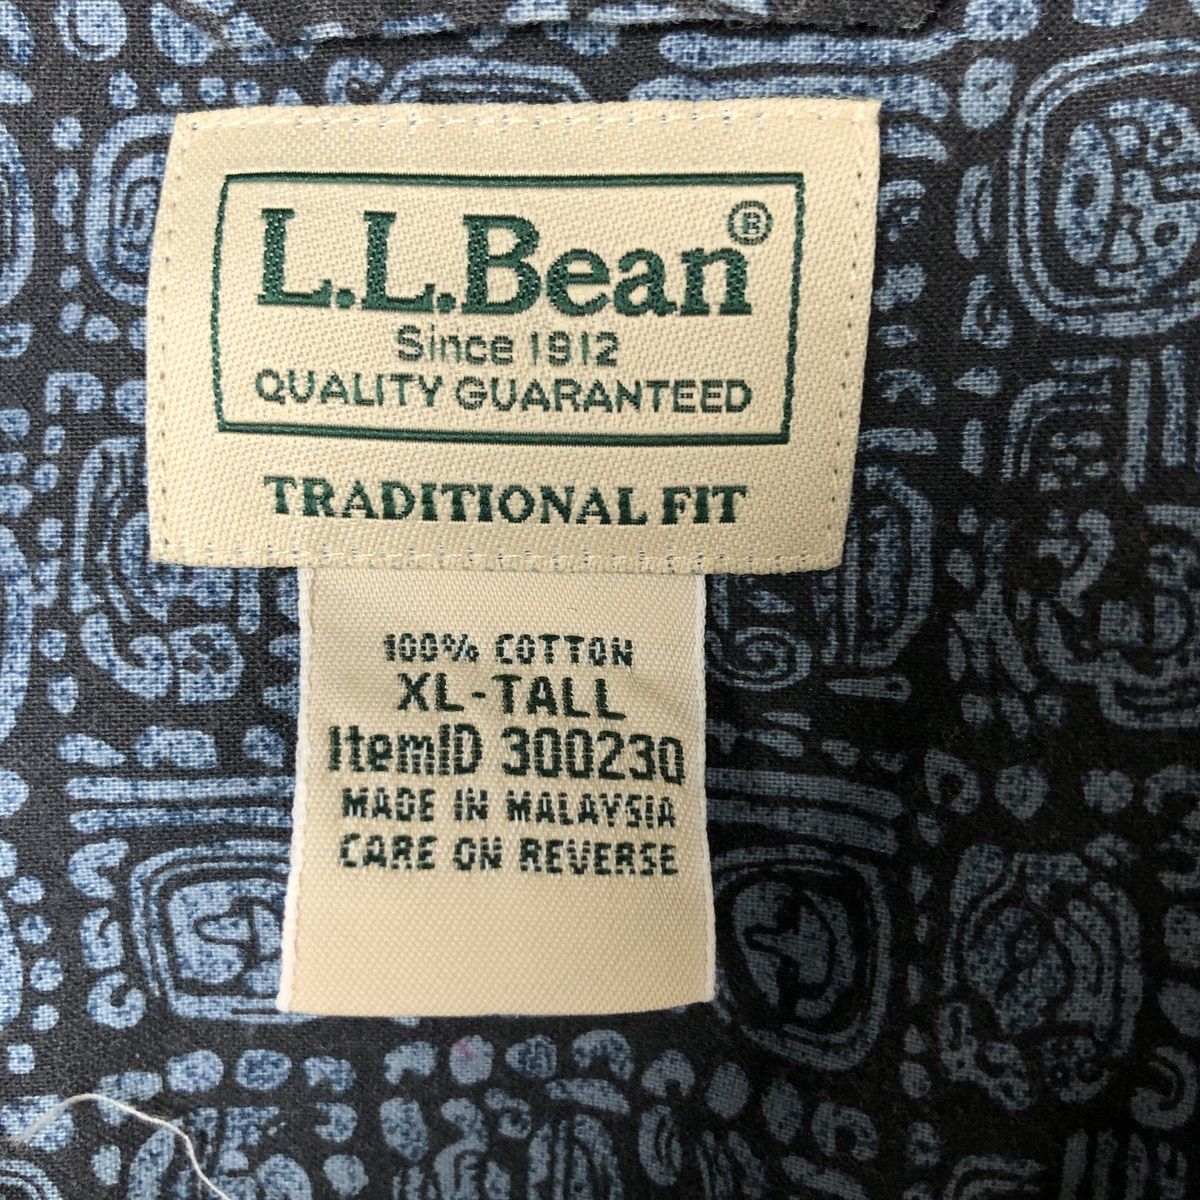 L.L.Bean®
Since 1912
QUALITY GUARANTEED
TRADITIONAL FIT
100% COTTON
XL-TALL
ItemID 300230
MADE IN MALAYSIA
CARE ON REVERSE